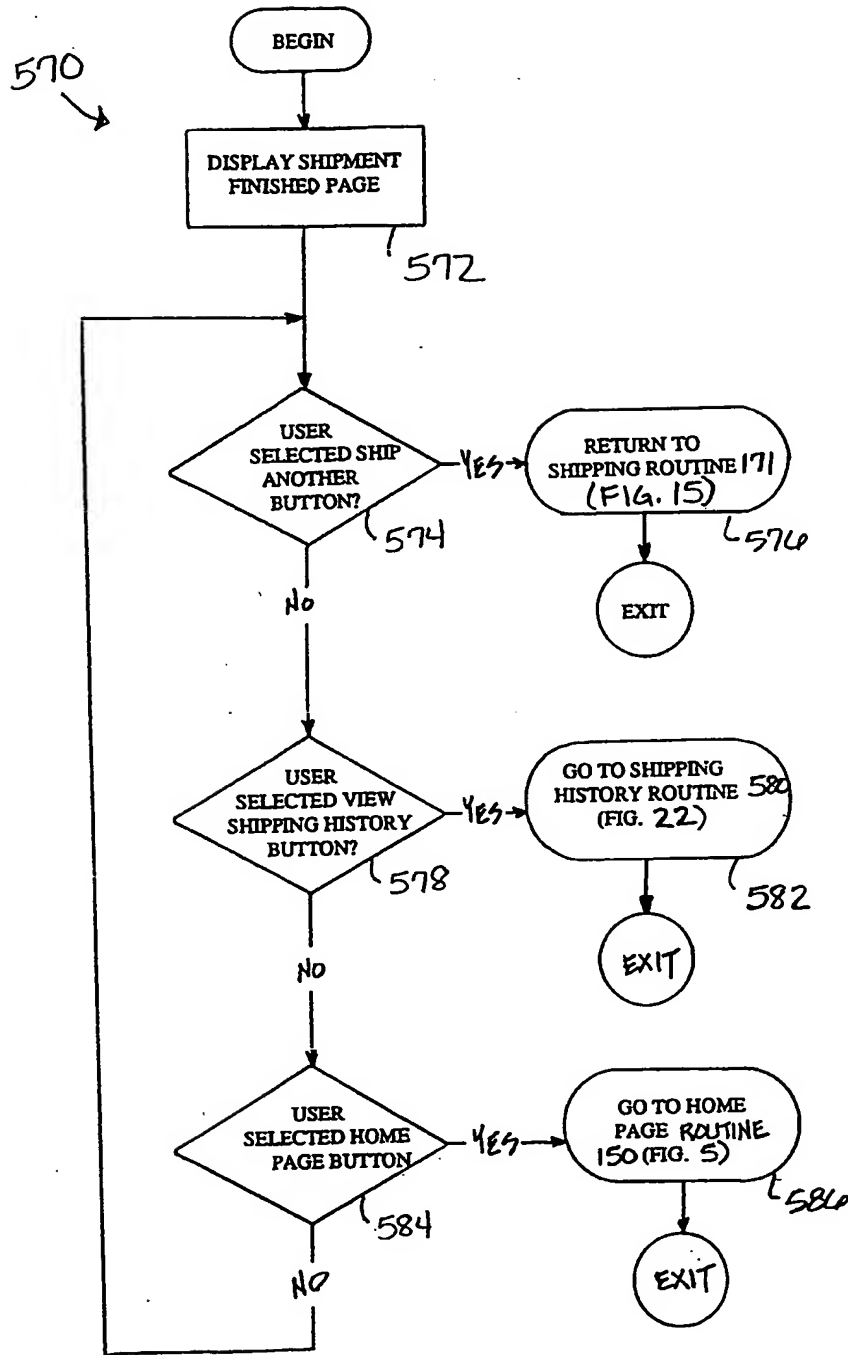 BEGIN
570
DISPLAY SHIPMENT
FINISHED PAGE
572
USER
SELECTED SHIP
ANOTHER
BUTTON?
574
YES
RETURN TO
SHIPPING ROUTINE 171
(FIG. 15)
576
EXIT
NO
USER
SELECTED VIEW
SHIPPING HISTORY
BUTTON?
578
YES
GO TO SHIPPING
HISTORY ROUTINE 580
(FIG. 22)
582
EXIT
NO
USER
SELECTED HOME
PAGE BUTTON
584
YES
GO TO HOME
PAGE ROUTINE
150 (FIG. 5)
586
EXIT
NO